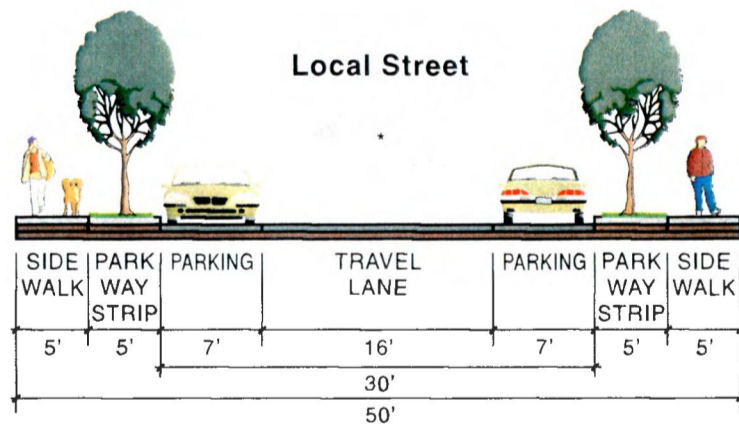 Local Street
*
SIDE WALK PARK WAY STRIP PARKING TRAVEL LANE PARKING PARK WAY STRIP SIDE WALK
5' 5' 7' 16' 7' 5' 5'
30'
50'